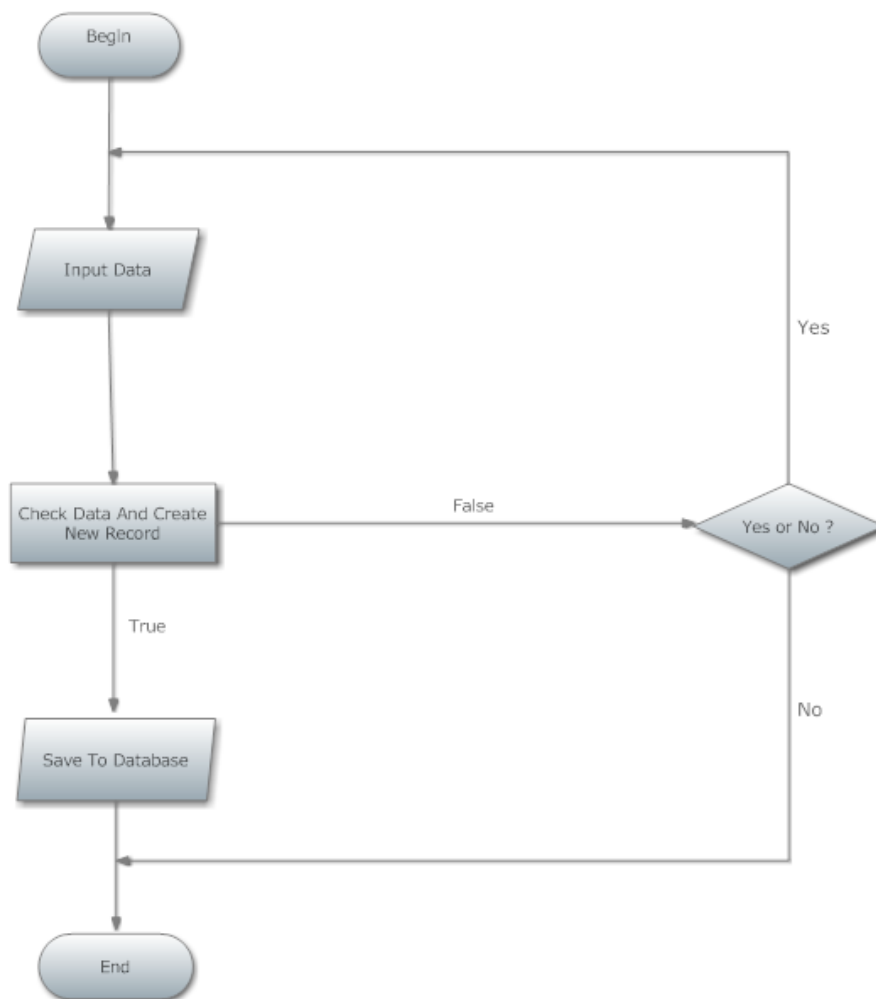 Begin
Input Data
Yes
Check Data And Create
New Record
False
Yes or No ?
True
No
Save To Database
End